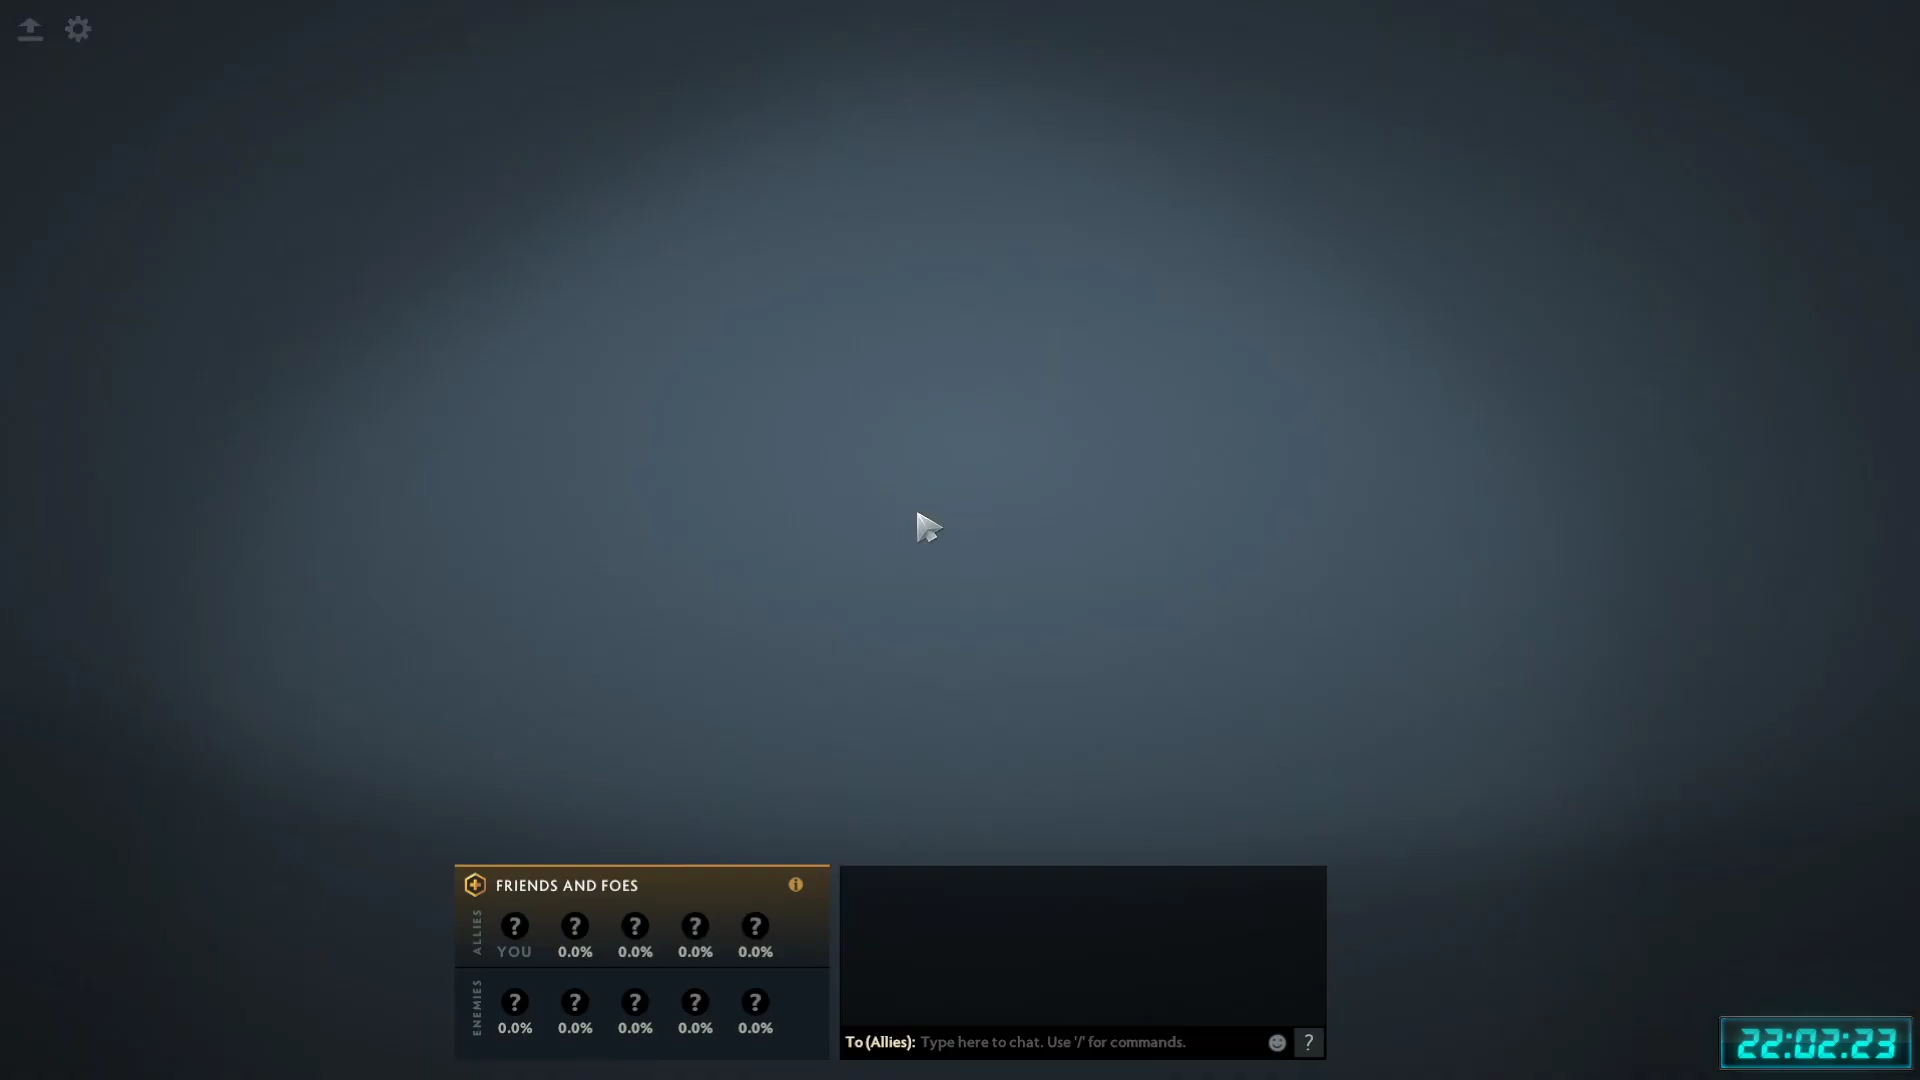 FRIENDS AND FOES
ALLIES
? ? ? ? ?
YOU 0.0% 0.0% 0.0% 0.0%
ENEMIES
? ? ? ? ?
0.0% 0.0% 0.0% 0.0% 0.0%
To (Allies): Type here to chat. Use '/' for commands.
?
22:02:23